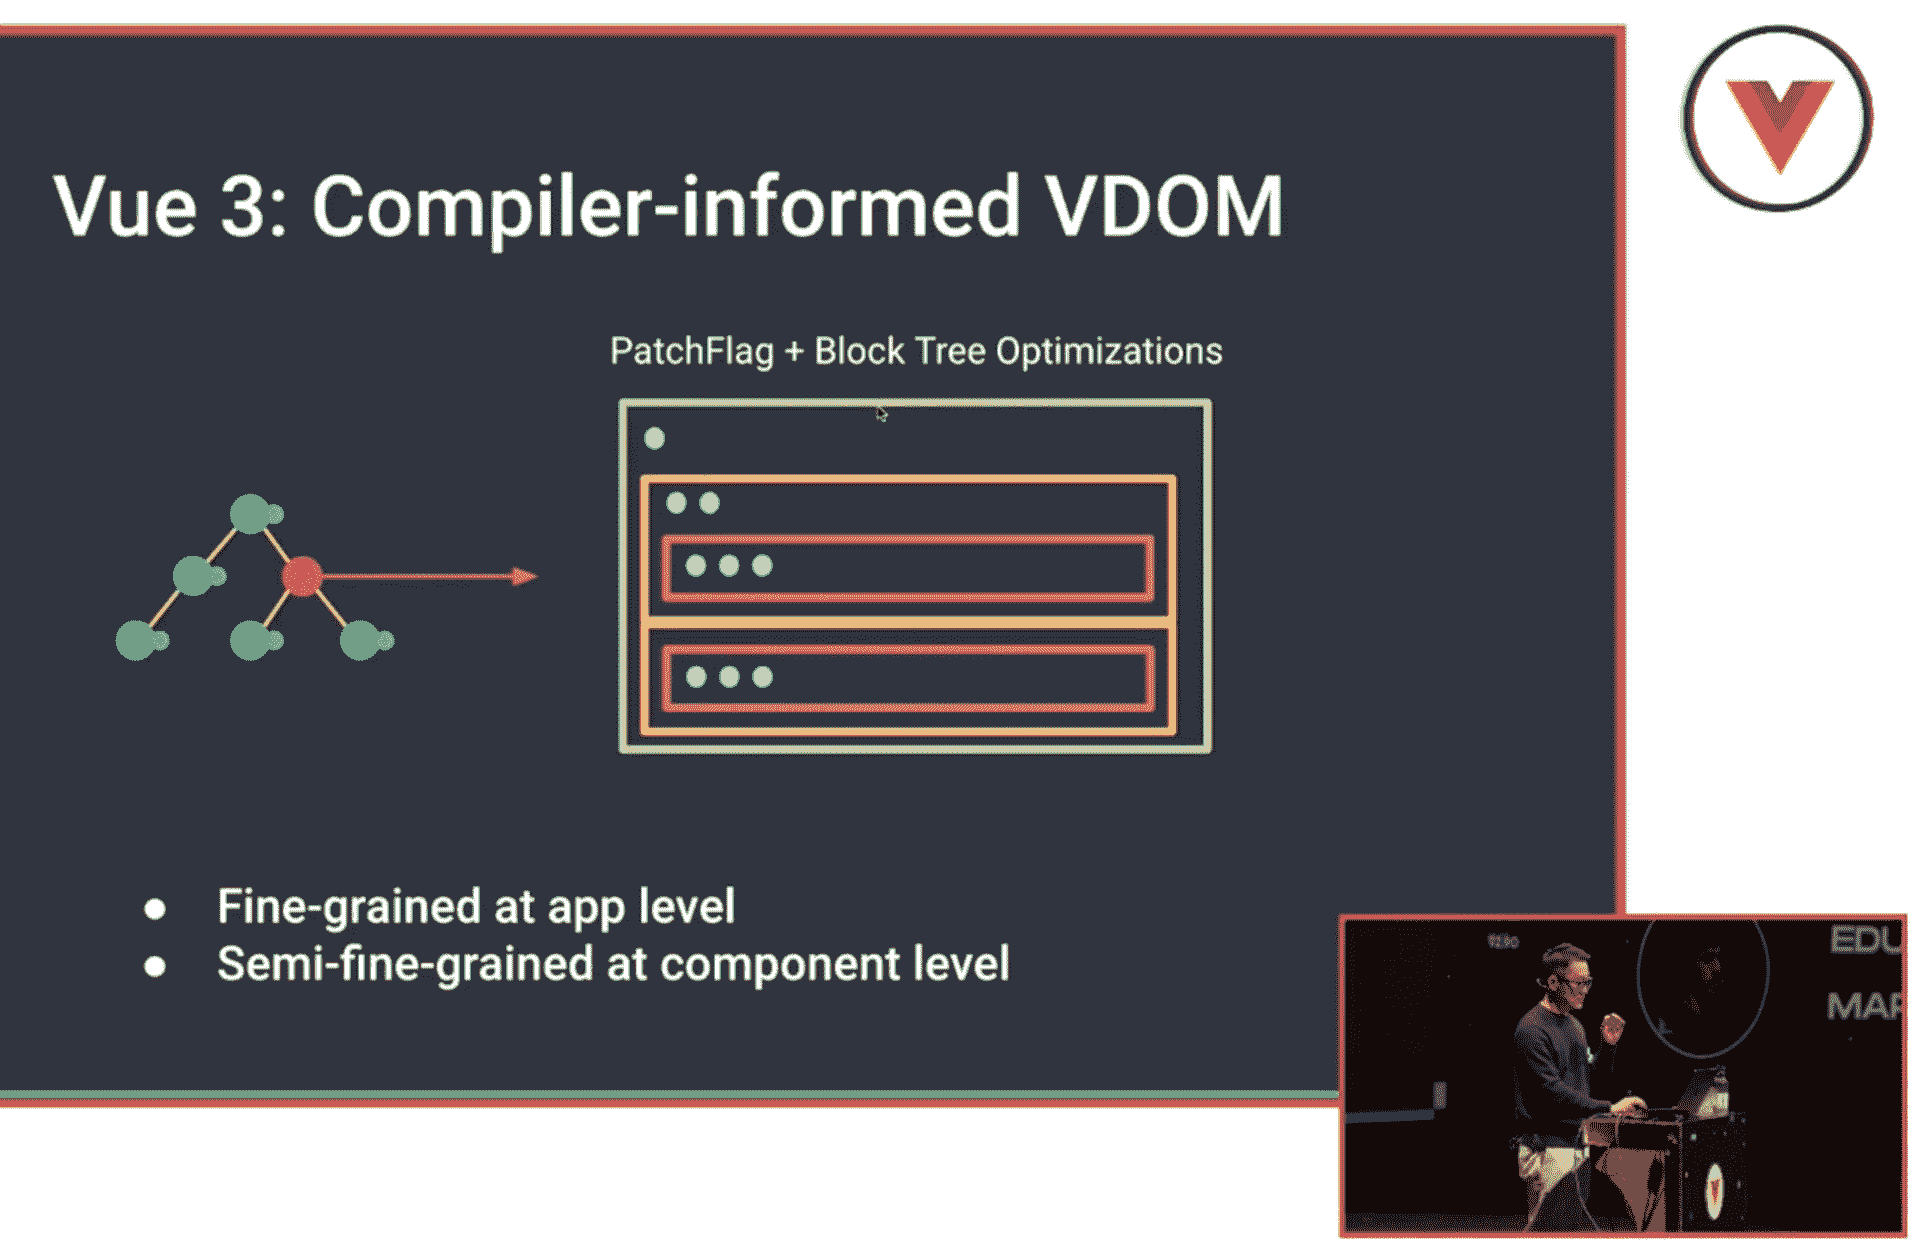 Vue 3: Compiler-informed VDOM
PatchFlag + Block Tree Optimizations
● Fine-grained at app level
● Semi-fine-grained at component level
EDU
MAR